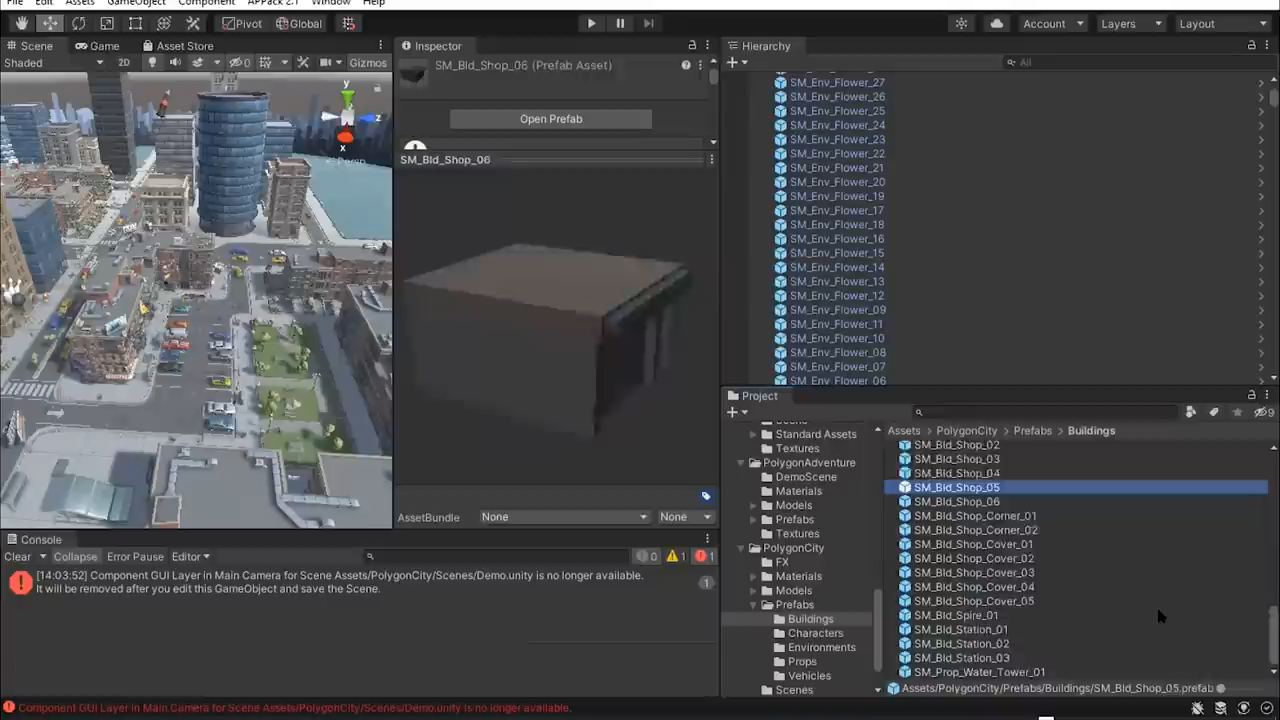 File Edit Assets GameObject Component APPack 2.1 Window Help
Pivot Global Account Layers Layout
Scene Game Asset Store
Shaded 2D 0 Gizmos
y
z
x
Persp
Inspector
SM_Bld_Shop_06 (Prefab Asset)
Open Prefab
SM_Bld_Shop_06
AssetBundle None None
Hierarchy
All
SM_Env_Flower_27
SM_Env_Flower_26
SM_Env_Flower_25
SM_Env_Flower_24
SM_Env_Flower_23
SM_Env_Flower_22
SM_Env_Flower_21
SM_Env_Flower_20
SM_Env_Flower_19
SM_Env_Flower_17
SM_Env_Flower_18
SM_Env_Flower_16
SM_Env_Flower_15
SM_Env_Flower_14
SM_Env_Flower_13
SM_Env_Flower_12
SM_Env_Flower_09
SM_Env_Flower_11
SM_Env_Flower_10
SM_Env_Flower_08
SM_Env_Flower_07
SM_Env_Flower_06
Project
9
Standard Assets
Textures
PolygonAdventure
DemoScene
Materials
Models
Prefabs
Textures
PolygonCity
FX
Materials
Models
Prefabs
Buildings
Characters
Environments
Props
Vehicles
Scenes
Assets > PolygonCity > Prefabs > Buildings
SM_Bld_Shop_02
SM_Bld_Shop_03
SM_Bld_Shop_04
SM_Bld_Shop_05
SM_Bld_Shop_06
SM_Bld_Shop_Corner_01
SM_Bld_Shop_Corner_02
SM_Bld_Shop_Cover_01
SM_Bld_Shop_Cover_02
SM_Bld_Shop_Cover_03
SM_Bld_Shop_Cover_04
SM_Bld_Shop_Cover_05
SM_Bld_Spire_01
SM_Bld_Station_01
SM_Bld_Station_02
SM_Bld_Station_03
SM_Prop_Water_Tower_01
Assets/PolygonCity/Prefabs/Buildings/SM_Bld_Shop_05.prefab
Console
Clear Collapse Error Pause Editor 0 1 1
[14:03:52] Component GUI Layer in Main Camera for Scene Assets/PolygonCity/Scenes/Demo.unity is no longer available.
It will be removed after you edit this GameObject and save the Scene.
1
Component GUI Layer in Main Camera for Scene Assets/PolygonCity/Scenes/Demo.unity is no longer available.